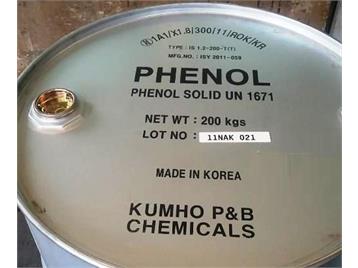 1A1/X1.8/300/11/ROK/KR
TYPE: IS 1.2-200-T(T)
MFG.NO.: ISY 2011-059
PHENOL
PHENOL SOLID UN 1671
NET WT : 200 kgs
LOT NO : 11NAK 021
MADE IN KOREA
KUMHO P&B
CHEMICALS